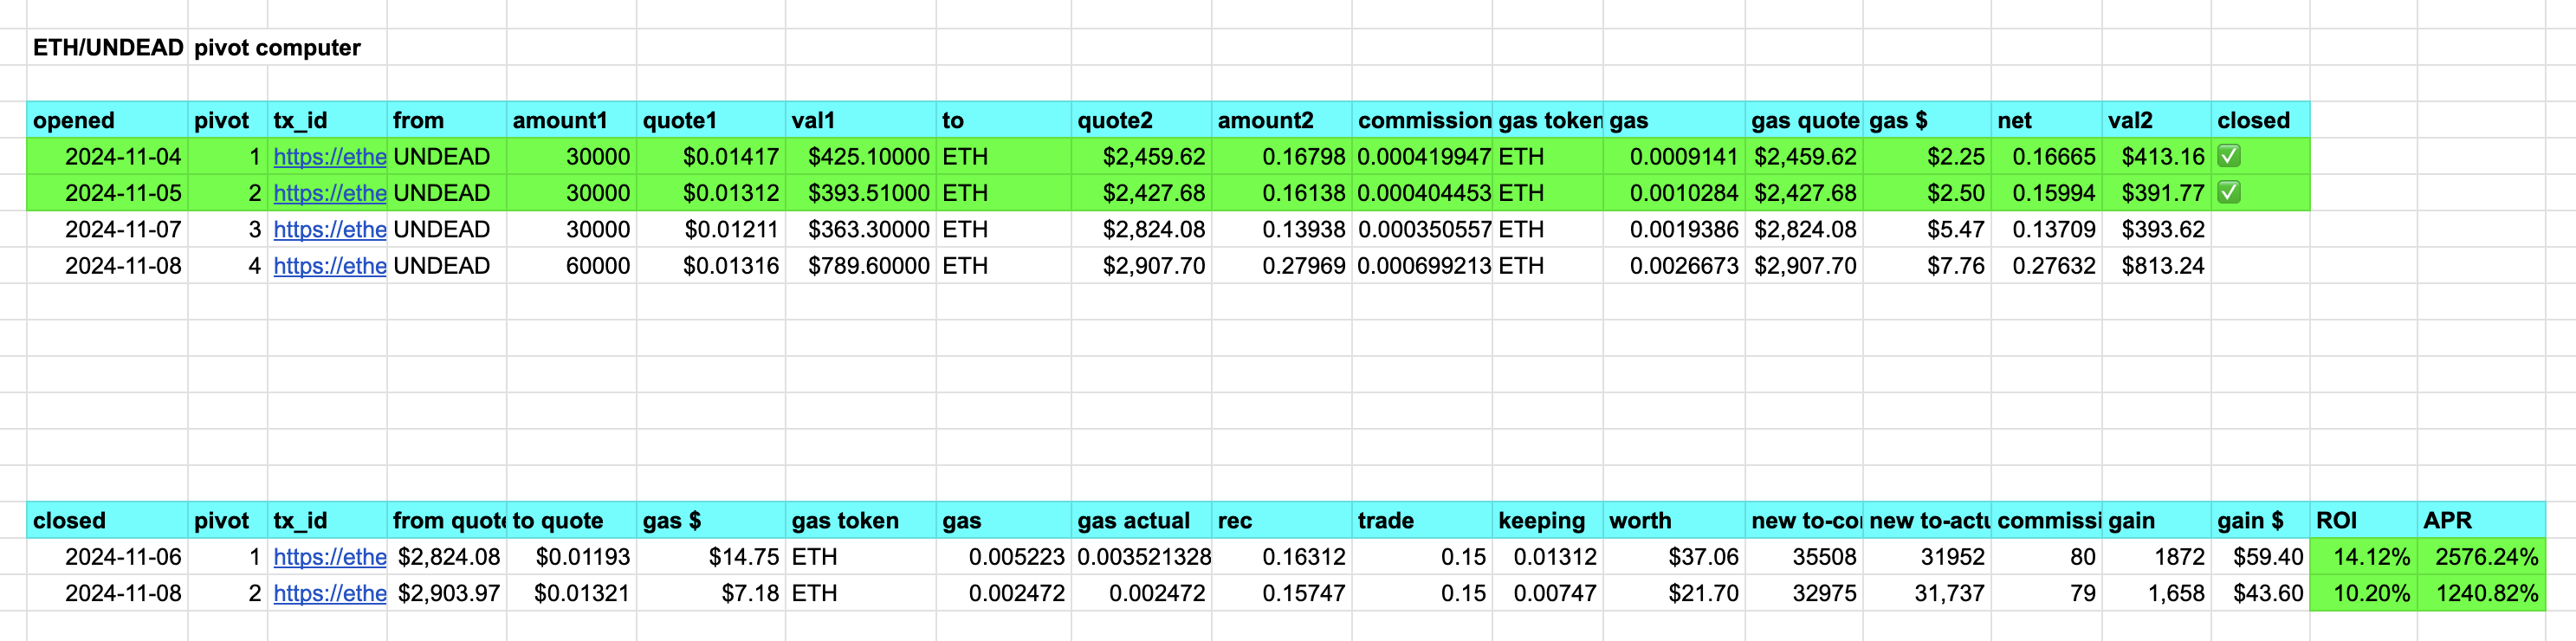 ETH/UNDEAD pivot computer
opened pivot tx_id from amount1 quote1 val1 to quote2 amount2 commission gas token gas gas quote gas $ net val2 closed
2024-11-04 1 https://ethe UNDEAD 30000 $0.01417 $425.10000 ETH $2,459.62 0.16798 0.000419947 ETH 0.0009141 $2,459.62 $2.25 0.16665 $413.16 ✅
2024-11-05 2 https://ethe UNDEAD 30000 $0.01312 $393.51000 ETH $2,427.68 0.16138 0.000404453 ETH 0.0010284 $2,427.68 $2.50 0.15994 $391.77 ✅
2024-11-07 3 https://ethe UNDEAD 30000 $0.01211 $363.30000 ETH $2,824.08 0.13938 0.000350557 ETH 0.0019386 $2,824.08 $5.47 0.13709 $393.62
2024-11-08 4 https://ethe UNDEAD 60000 $0.01316 $789.60000 ETH $2,907.70 0.27969 0.000699213 ETH 0.0026673 $2,907.70 $7.76 0.27632 $813.24
closed pivot tx_id from quote to quote gas $ gas token gas gas actual rec trade keeping worth new to-cor new to-actu commissi gain gain $ ROI APR
2024-11-06 1 https://ethe $2,824.08 $0.01193 $14.75 ETH 0.005223 0.003521328 0.16312 0.15 0.01312 $37.06 35508 31952 80 1872 $59.40 14.12% 2576.24%
2024-11-08 2 https://ethe $2,903.97 $0.01321 $7.18 ETH 0.002472 0.002472 0.15747 0.15 0.00747 $21.70 32975 31,737 79 1,658 $43.60 10.20% 1240.82%